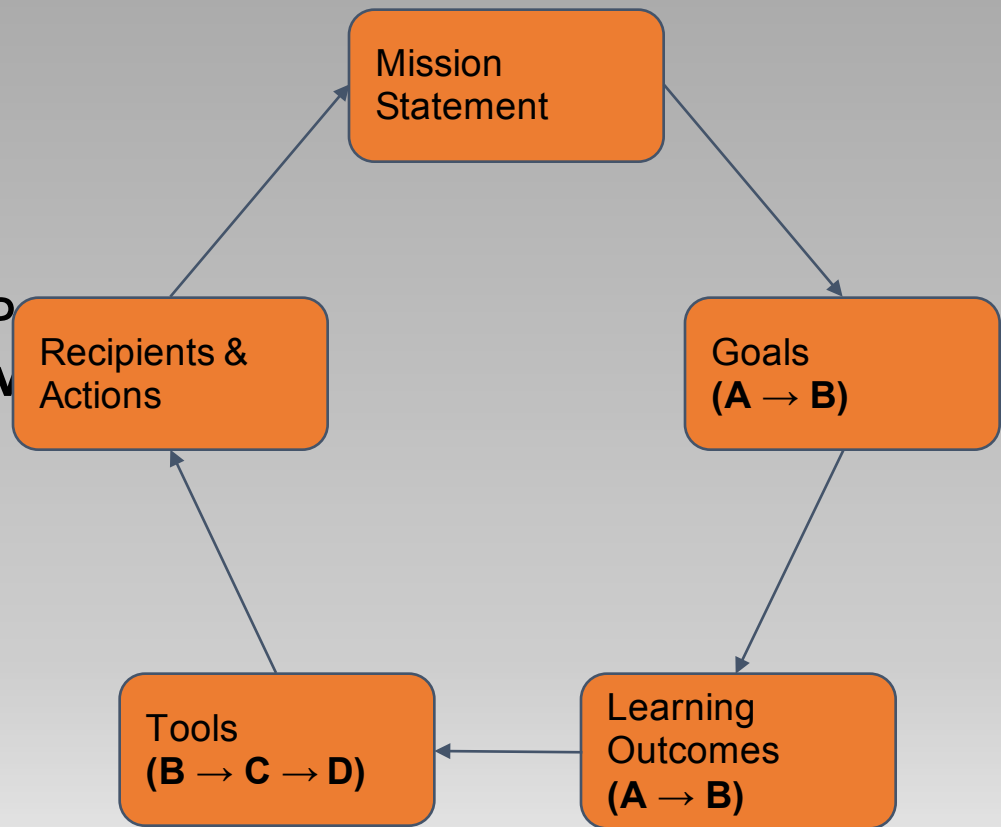 Mission
Statement
Recipients &
Actions
Goals
(A → B)
Tools
(B → C → D)
Learning
Outcomes
(A → B)